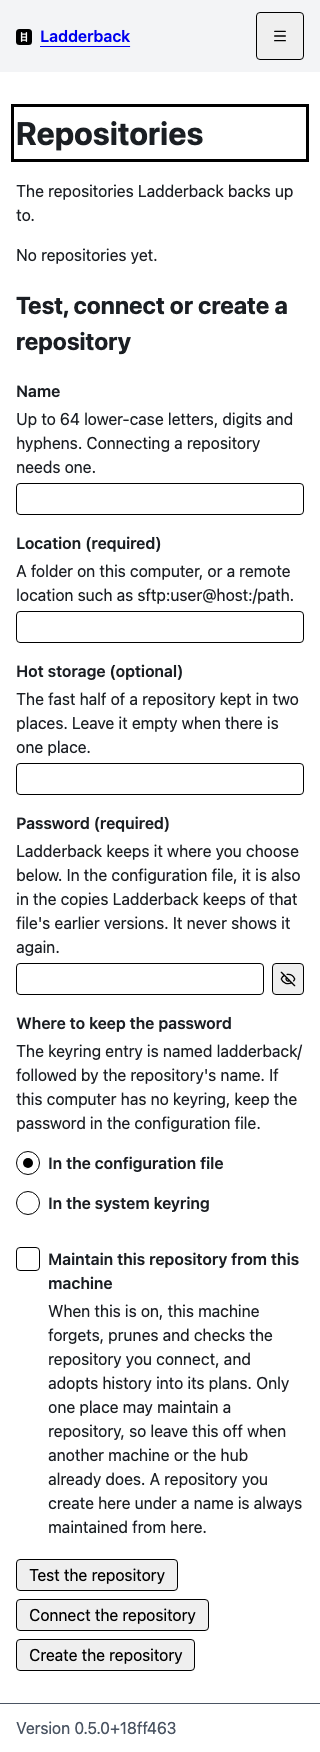 Ladderback
Repositories
The repositories Ladderback backs up
to.
No repositories yet.
Test, connect or create a
repository
Name
Up to 64 lower-case letters, digits and
hyphens. Connecting a repository
needs one.
Location (required)
A folder on this computer, or a remote
location such as sftp:user@host:/path.
Hot storage (optional)
The fast half of a repository kept in two
places. Leave it empty when there is
one place.
Password (required)
Ladderback keeps it where you choose
below. In the configuration file, it is also
in the copies Ladderback keeps of that
file's earlier versions. It never shows it
again.
Where to keep the password
The keyring entry is named ladderback/
followed by the repository's name. If
this computer has no keyring, keep the
password in the configuration file.
In the configuration file
In the system keyring
Maintain this repository from this
machine
When this is on, this machine
forgets, prunes and checks the
repository you connect, and
adopts history into its plans. Only
one place may maintain a
repository, so leave this off when
another machine or the hub
already does. A repository you
create here under a name is always
maintained from here.
Test the repository
Connect the repository
Create the repository
Version 0.5.0+18ff463